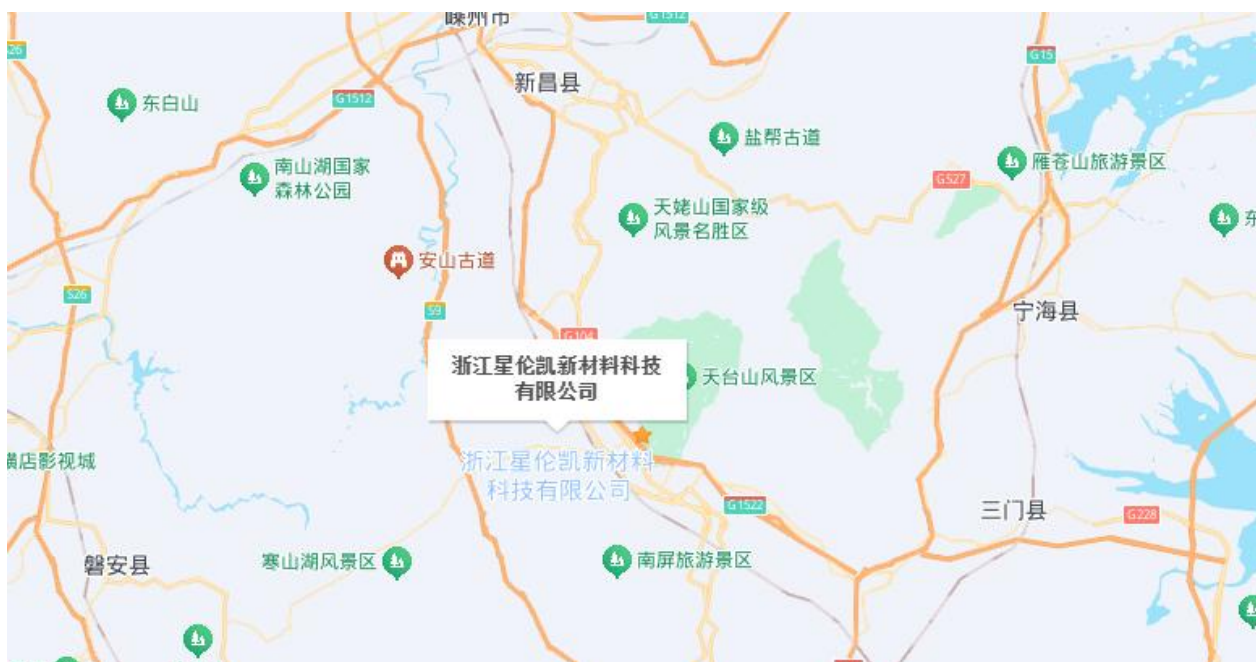 嵊州市
G1512
S26
G15
新昌县
东白山
G1512
盐帮古道
雁苍山旅游景区
南山湖国家
森林公园
G527
天姥山国家级
风景名胜区
东
安山古道
S26
S9
宁海县
G104
浙江星伦凯新材料科技
有限公司
天台山风景区
横店影视城
浙江星伦凯新材料
科技有限公司
G1522
三门县
G228
磐安县
寒山湖风景区
南屏旅游景区